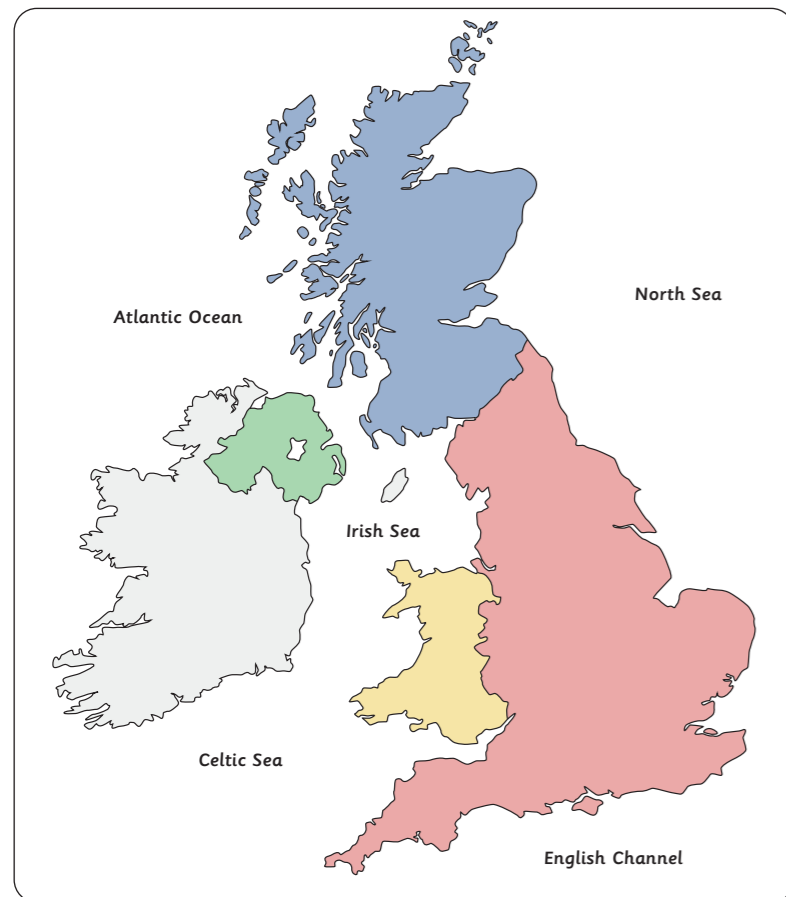 North Sea
Atlantic Ocean
Irish Sea
Celtic Sea
English Channel